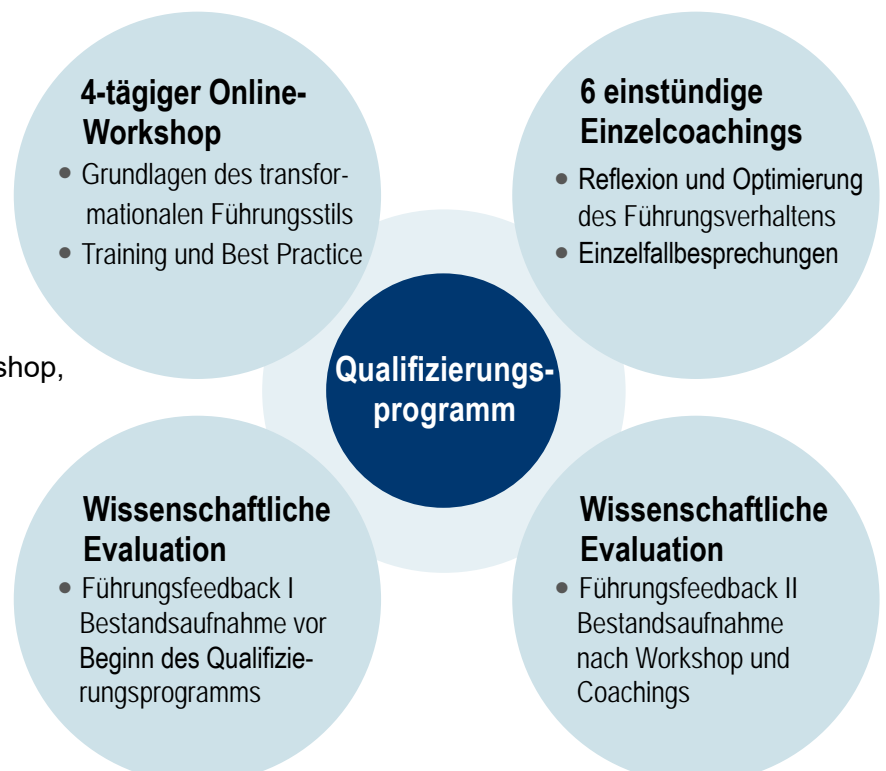 4-tägiger Online-
Workshop
• Grundlagen des transfor-
mationalen Führungsstils
• Training und Best Practice
6 einstündige
Einzelcoachings
• Reflexion und Optimierung
des Führungsverhaltens
• Einzelfallbesprechungen
shop,
Qualifizierungs-
programm
Wissenschaftliche
Evaluation
• Führungsfeedback I
Bestandsaufnahme vor
Beginn des Qualifizie-
rungsprogramms
Wissenschaftliche
Evaluation
• Führungsfeedback II
Bestandsaufnahme
nach Workshop und
Coachings